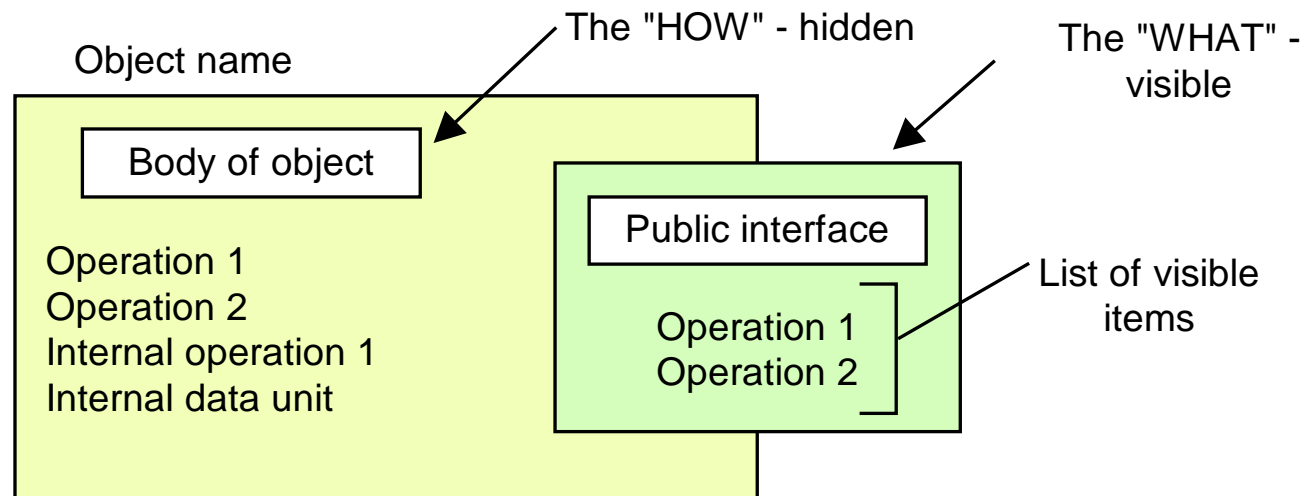 The "HOW" - hidden
The "WHAT" -
visible
Object name
Body of object
Public interface
Operation 1
Operation 2
Internal operation 1
Internal data unit
Operation 1
Operation 2
List of visible
items